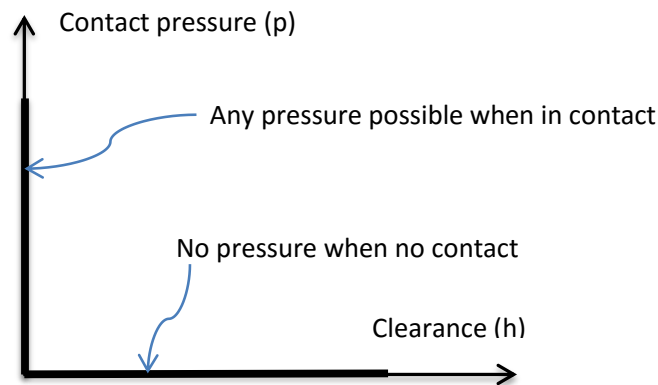 Contact pressure (p)
Any pressure possible when in contact
No pressure when no contact
Clearance (h)